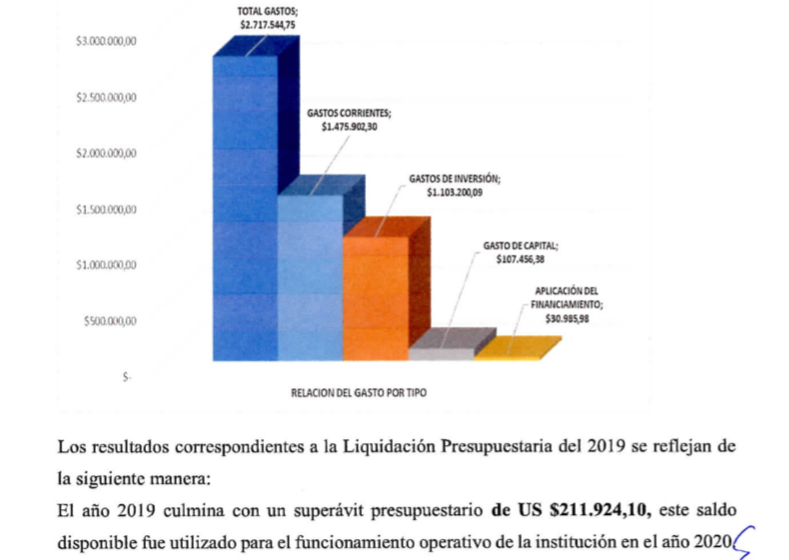 TOTAL GASTOS;
$2.717.544,75
$3.000.000,00
GASTOS CORRIENTES;
$1.475.902,30
$2.500.000,00
$2.000.000,00
GASTOS DE INVERSIÓN;
$1.103.200,09
$1.500.000,00
GASTO DE CAPITAL;
$107.456,38
$1.000.000,00
APLICACIÓN DEL
FINANCIAMIENTO;
$30.985,98
$500.000,00
$-
RELACION DEL GASTO POR TIPO
Los resultados correspondientes a la Liquidación Presupuestaria del 2019 se reflejan de
la siguiente manera:
El año 2019 culmina con un superávit presupuestario de US $211.924,10, este saldo
disponible fue utilizado para el funcionamiento operativo de la institución en el año 2020